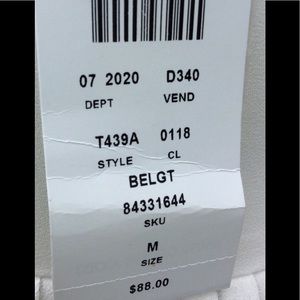 07 2020 D340
DEPT VEND
T439A 0118
STYLE CL
BELGT
84331644
SKU
M
SIZE
$88.00